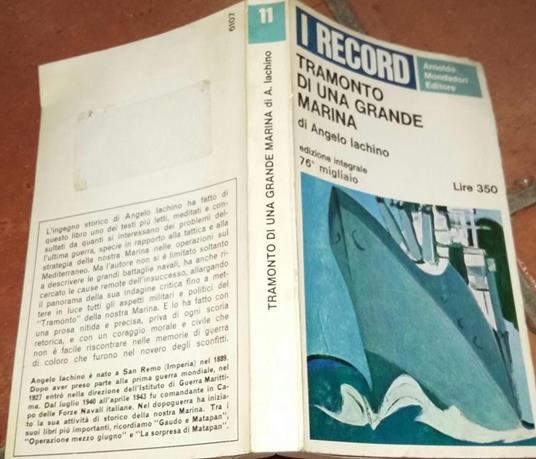 6107
L'ingegno storico di Angelo Iachino ha fatto di
questo libro uno dei testi più letti, meditati e con-
sultati da quanti si interessano dei problemi del-
l'ultima guerra, specie in rapporto alla tattica e alla
strategia della nostra Marina nelle operazioni sul
Mediterraneo. Ma l'autore non si è limitato soltanto
a descrivere le grandi battaglie navali, ha anche ri-
cercato le cause remote dell'insuccesso, allargando
il panorama della sua indagine critica fino a met-
tere in luce tutti gli aspetti militari e politici del
"Tramonto" della nostra Marina. E lo ha fatto con
una prosa nitida e precisa, priva di ogni scoria
retorica, e con un coraggio morale e civile che
non è facile riscontrare nelle memorie di guerra
di coloro che furono nel novero degli sconfitti.
Angelo Iachino è nato a San Remo (Imperia) nel 1889.
Dopo aver preso parte alla prima guerra mondiale, nel
1927 entrò nella direzione dell'Istituto di Guerra Maritti-
ma. Dal luglio 1940 all'aprile 1943 fu comandante in Ca-
po delle Forze Navali italiane. Nel dopoguerra ha inizia-
to la sua attività di storico della nostra Marina. Tra i
suoi libri più importanti, ricordiamo "Gaudo e Matapan",
"Operazione mezzo giugno" e "La sorpresa di Matapan".
11
TRAMONTO DI UNA GRANDE MARINA di A. Iachino
I RECORD
Arnoldo
Mondadori
Editore
TRAMONTO
DI UNA GRANDE
MARINA
di Angelo Iachino
edizione integrale
76° migliaio
Lire 350